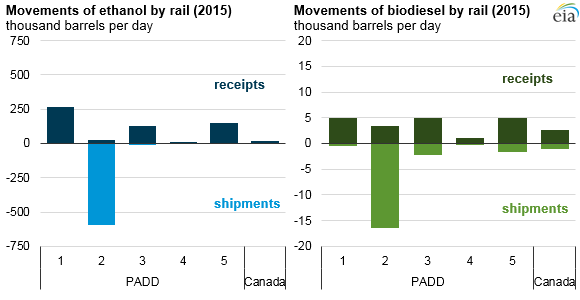 Movements of ethanol by rail (2015)
thousand barrels per day
750
500
250
0
-250
-500
-750
receipts
shipments
1 2 3 4 5
PADD Canada
Movements of biodiesel by rail (2015)
thousand barrels per day
eia
20
15
10
5
0
-5
-10
-15
-20
receipts
shipments
1 2 3 4 5
PADD Canada